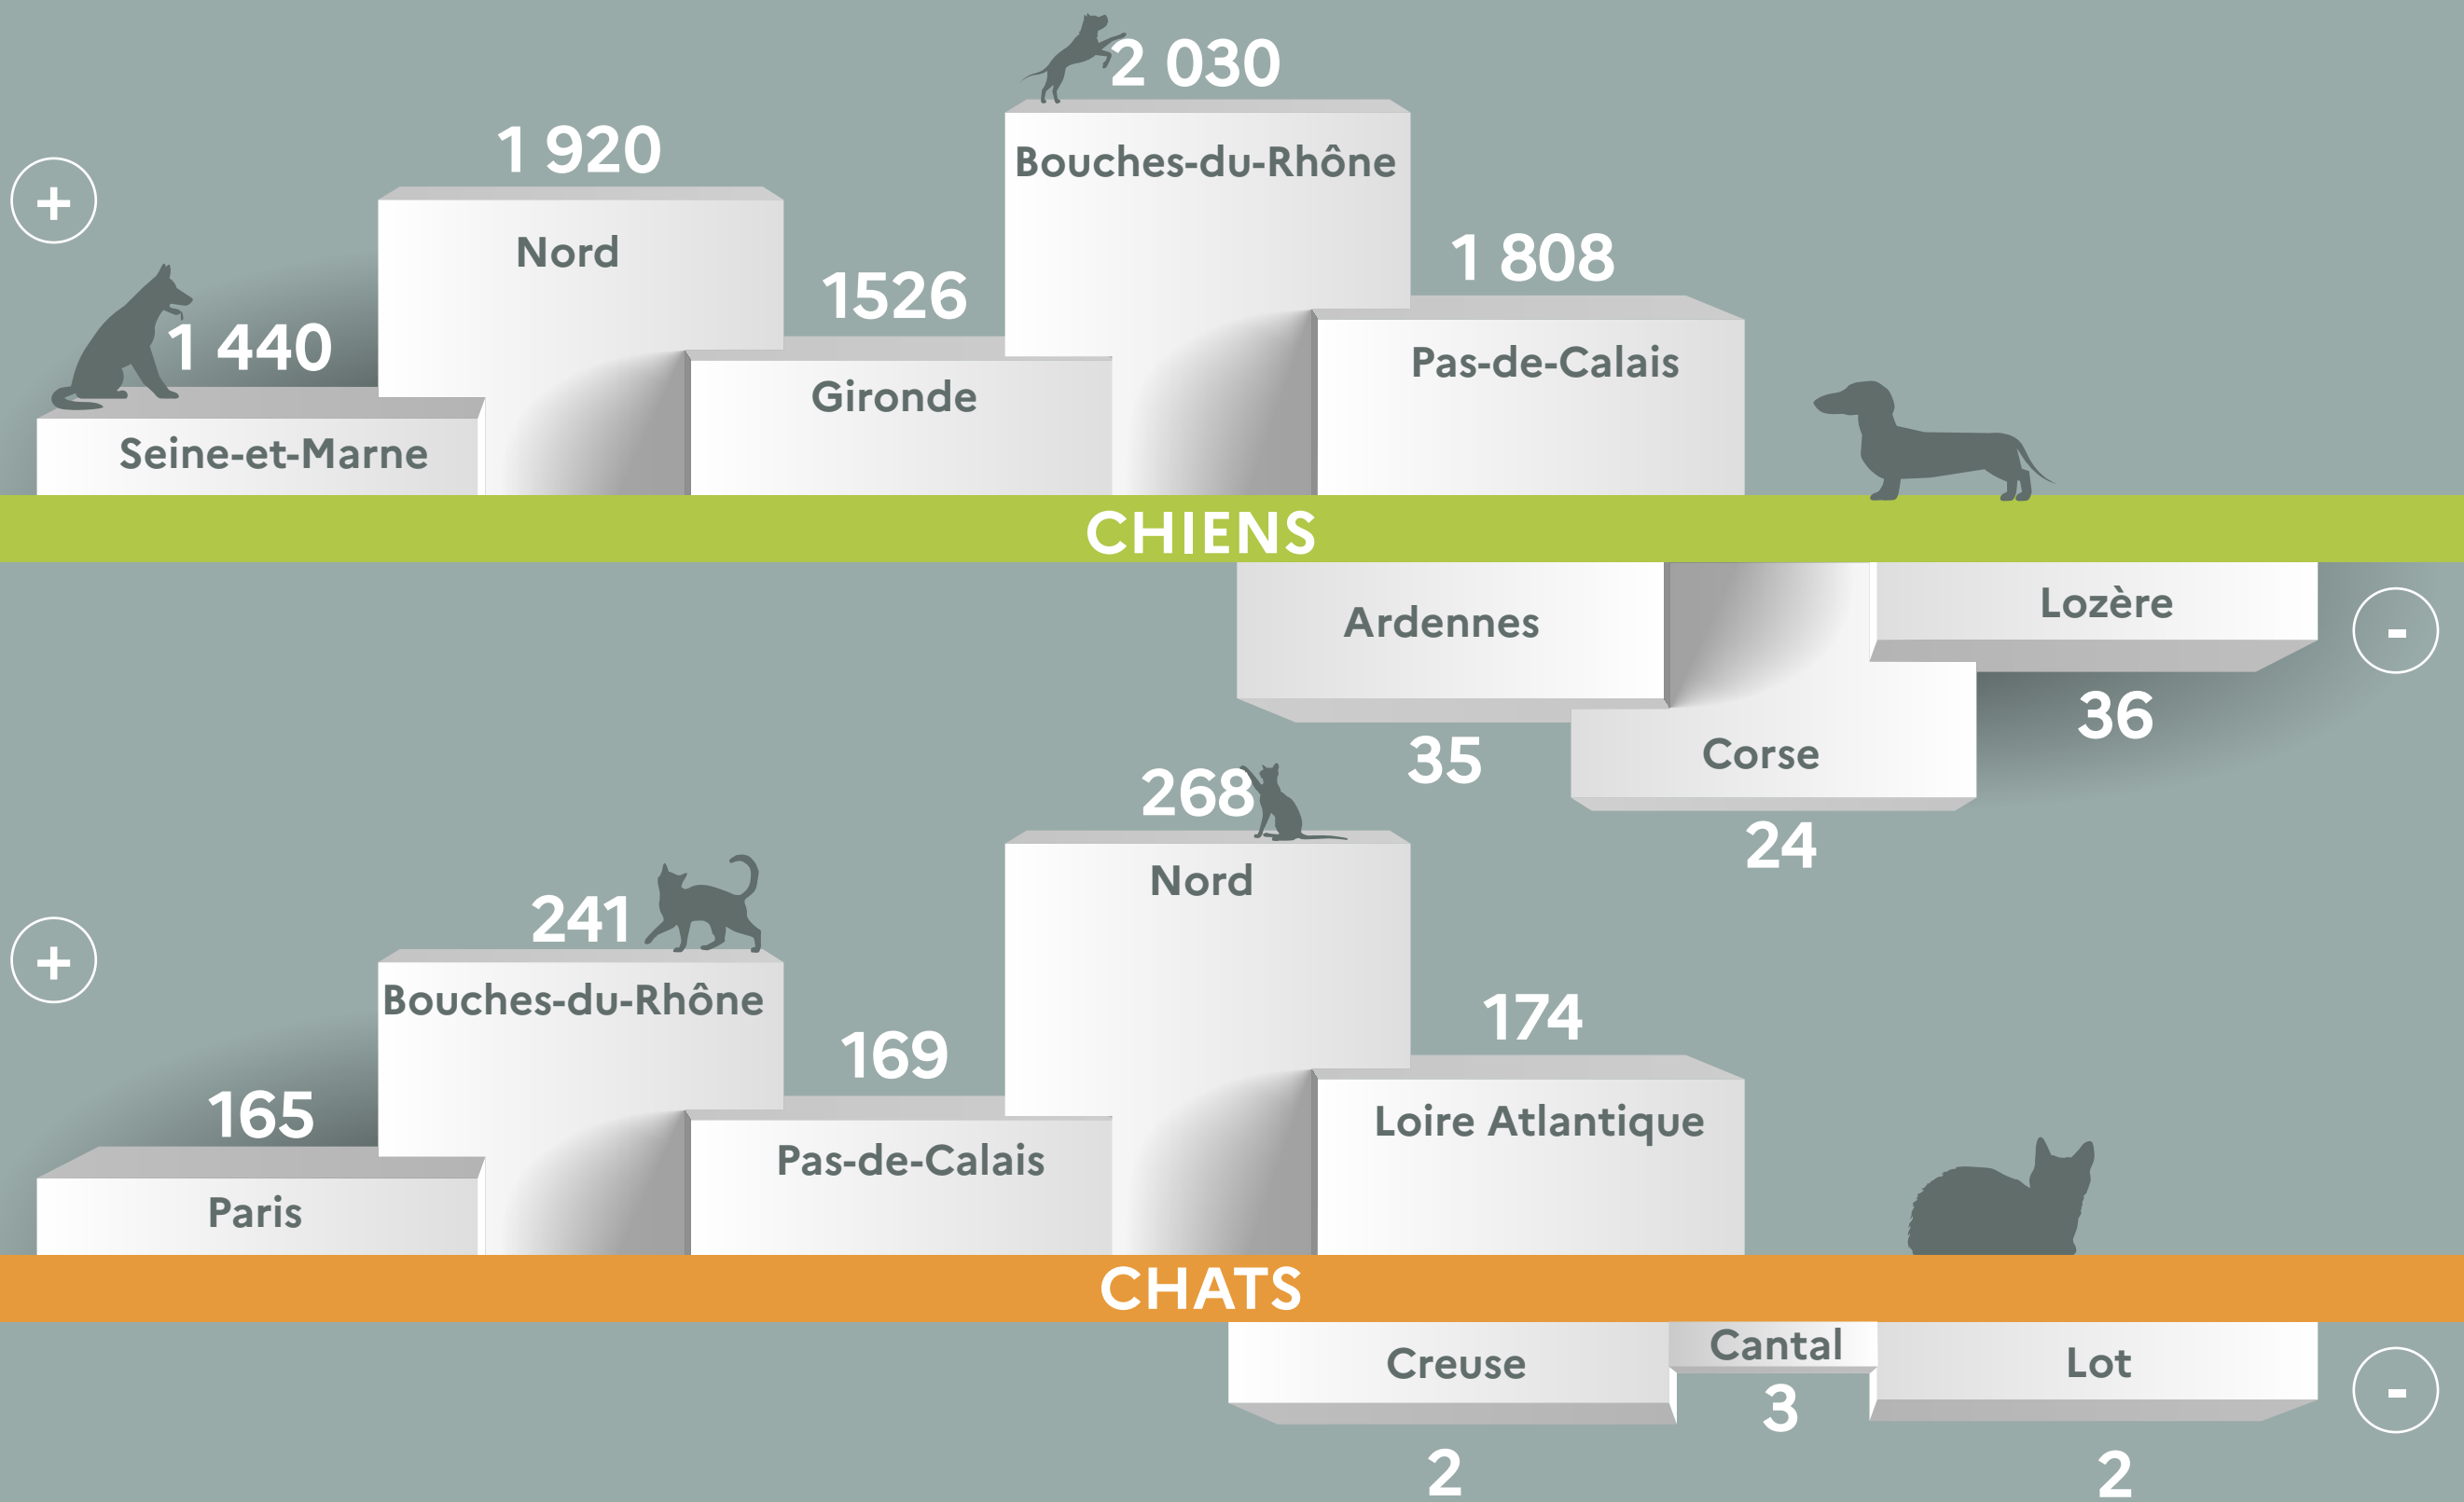 2 030
1 920
Bouches-du-Rhône
+
Nord
1 808
1526
1 440
Pas-de-Calais
Gironde
Seine-et-Marne
CHIENS
Ardennes
Lozère
-
36
35
Corse
24
268
Nord
241
+
Bouches-du-Rhône
174
169
165
Loire Atlantique
Pas-de-Calais
Paris
CHATS
Creuse
Cantal
Lot
-
3
2
2